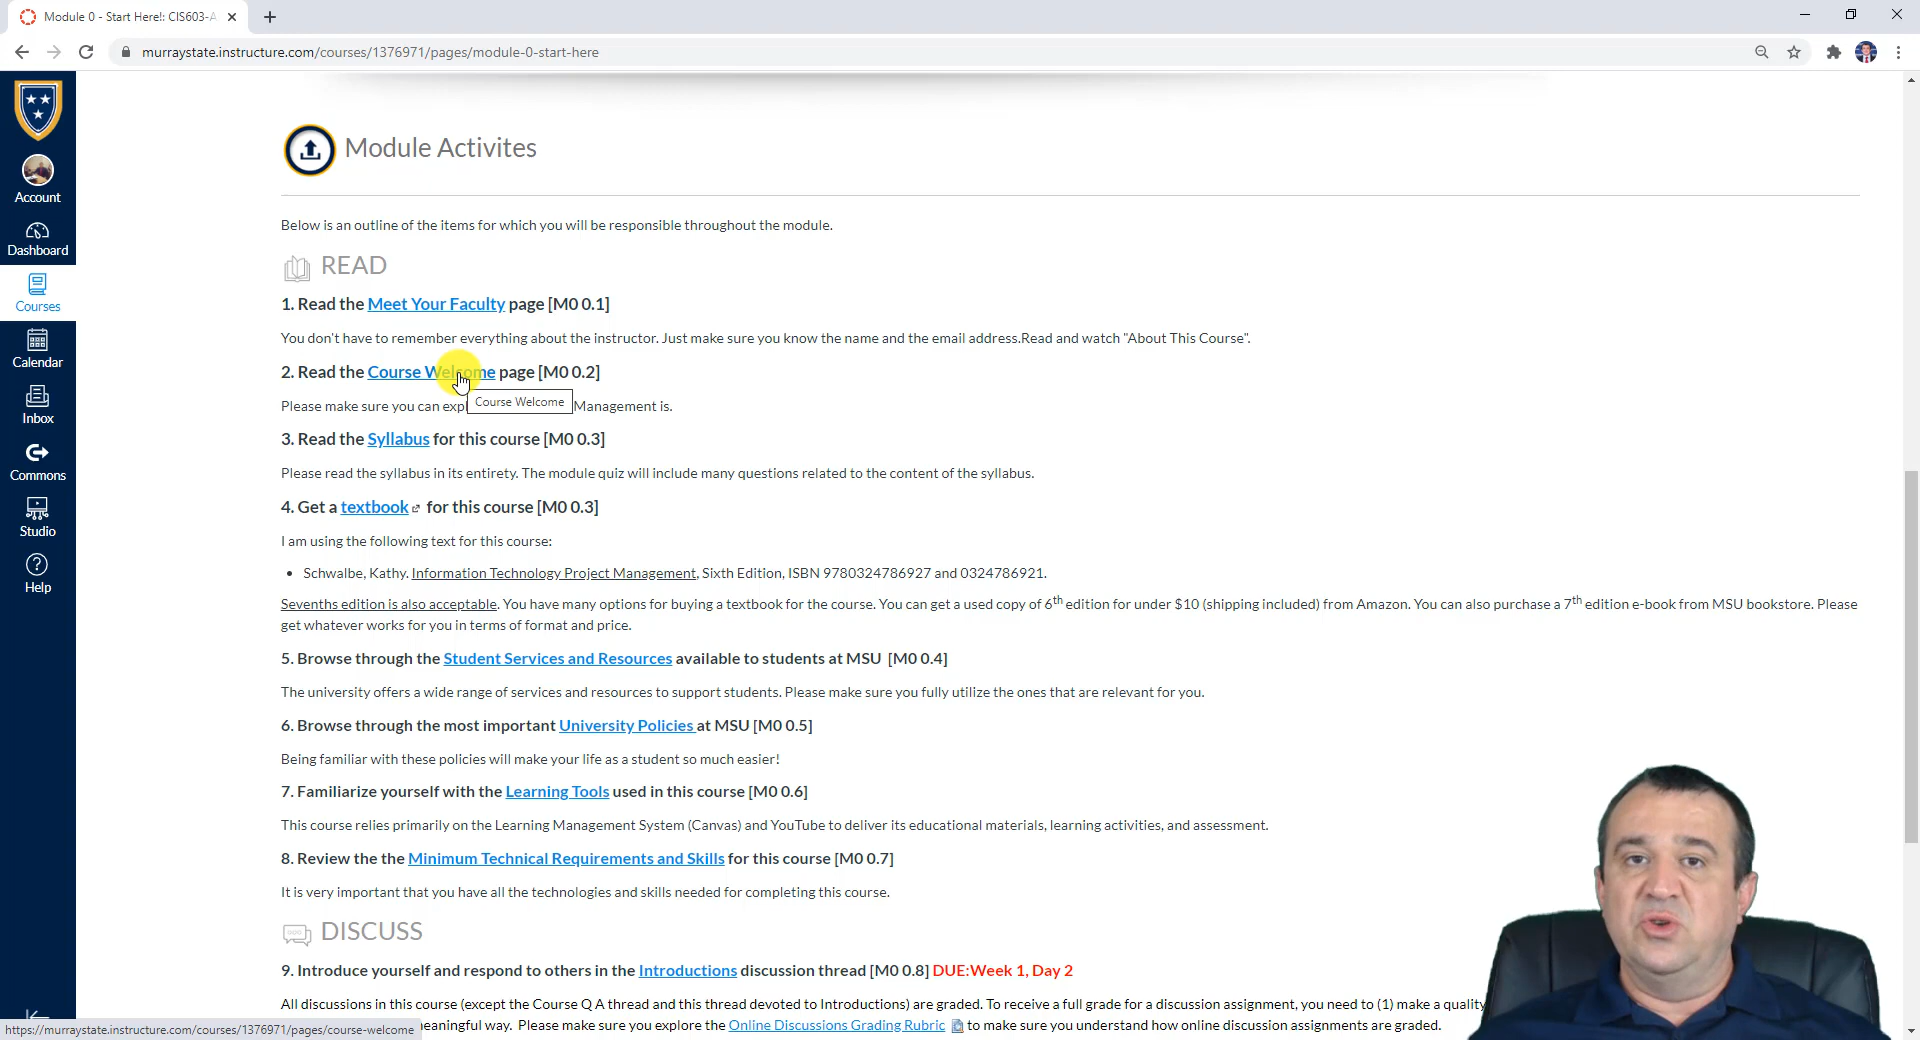 Module 0 - Start Here!: CIS603-A
murraystate.instructure.com/courses/1376971/pages/module-0-start-here
Account
Dashboard
Courses
Calendar
Inbox
Commons
Studio
Help
Module Activites
Below is an outline of the items for which you will be responsible throughout the module.
READ
1. Read the Meet Your Faculty page [M0 0.1]
You don't have to remember everything about the instructor. Just make sure you know the name and the email address.Read and watch "About This Course".
2. Read the Course Welcome page [M0 0.2]
Course Welcome
Please make sure you can Management is.
3. Read the Syllabus for this course [M0 0.3]
Please read the syllabus in its entirety. The module quiz will include many questions related to the content of the syllabus.
4. Get a textbook for this course [M0 0.3]
I am using the following text for this course:
• Schwalbe, Kathy. Information Technology Project Management, Sixth Edition, ISBN 9780324786927 and 0324786921.
Sevenths edition is also acceptable. You have many options for buying a textbook for the course. You can get a used copy of 6th edition for under $10 (shipping included) from Amazon. You can also purchase a 7th edition e-book from MSU bookstore. Please
get whatever works for you in terms of format and price.
5. Browse through the Student Services and Resources available to students at MSU [M0 0.4]
The university offers a wide range of services and resources to support students. Please make sure you fully utilize the ones that are relevant for you.
6. Browse through the most important University Policies at MSU [M0 0.5]
Being familiar with these policies will make your life as a student so much easier!
7. Familiarize yourself with the Learning Tools used in this course [M0 0.6]
This course relies primarily on the Learning Management System (Canvas) and YouTube to deliver its educational materials, learning activities, and assessment.
8. Review the the Minimum Technical Requirements and Skills for this course [M0 0.7]
It is very important that you have all the technologies and skills needed for completing this course.
DISCUSS
9. Introduce yourself and respond to others in the Introductions discussion thread [M0 0.8] DUE:Week 1, Day 2
All discussions in this course (except the Course Q A thread and this thread devoted to Introductions) are graded. To receive a full grade for a discussion assignment, you need to (1) make a quality
eaningful way. Please make sure you explore the Online Discussions Grading Rubric to make sure you understand how online discussion assignments are graded.
https://murraystate.instructure.com/courses/1376971/pages/course-welcome